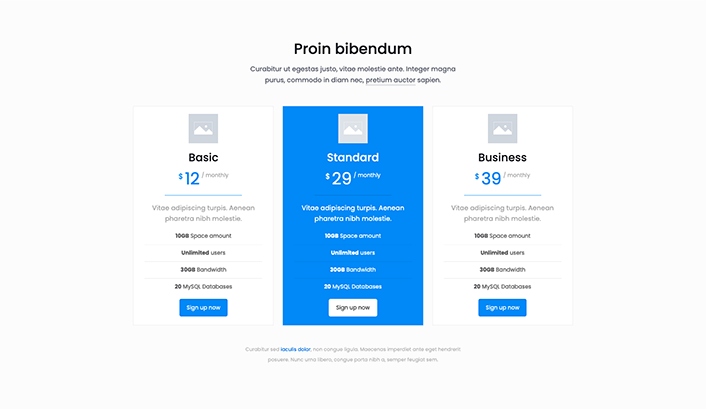 Proin bibendum
Curabitur ut egestas justo, vitae molestie ante. Integer magna
purus, commodo in diam nec, pretium auctor sapien.
Basic
$ 12 / monthly
Vitae adipiscing turpis. Aenean
pharetra nibh molestie.
10GB Space amount
Unlimited users
30GB Bandwidth
20 MySQL Databases
Sign up now
Standard
$ 29 / monthly
Vitae adipiscing turpis. Aenean
pharetra nibh molestie.
10GB Space amount
Unlimited users
30GB Bandwidth
20 MySQL Databases
Sign up now
Business
$ 39 / monthly
Vitae adipiscing turpis. Aenean
pharetra nibh molestie.
10GB Space amount
Unlimited users
30GB Bandwidth
20 MySQL Databases
Sign up now
Curabitur sed iaculis dolor, non congue ligula. Maecenas imperdiet ante eget hendrerit
posuere. Nunc urna libero, congue porta nibh a, semper feugiat sem.